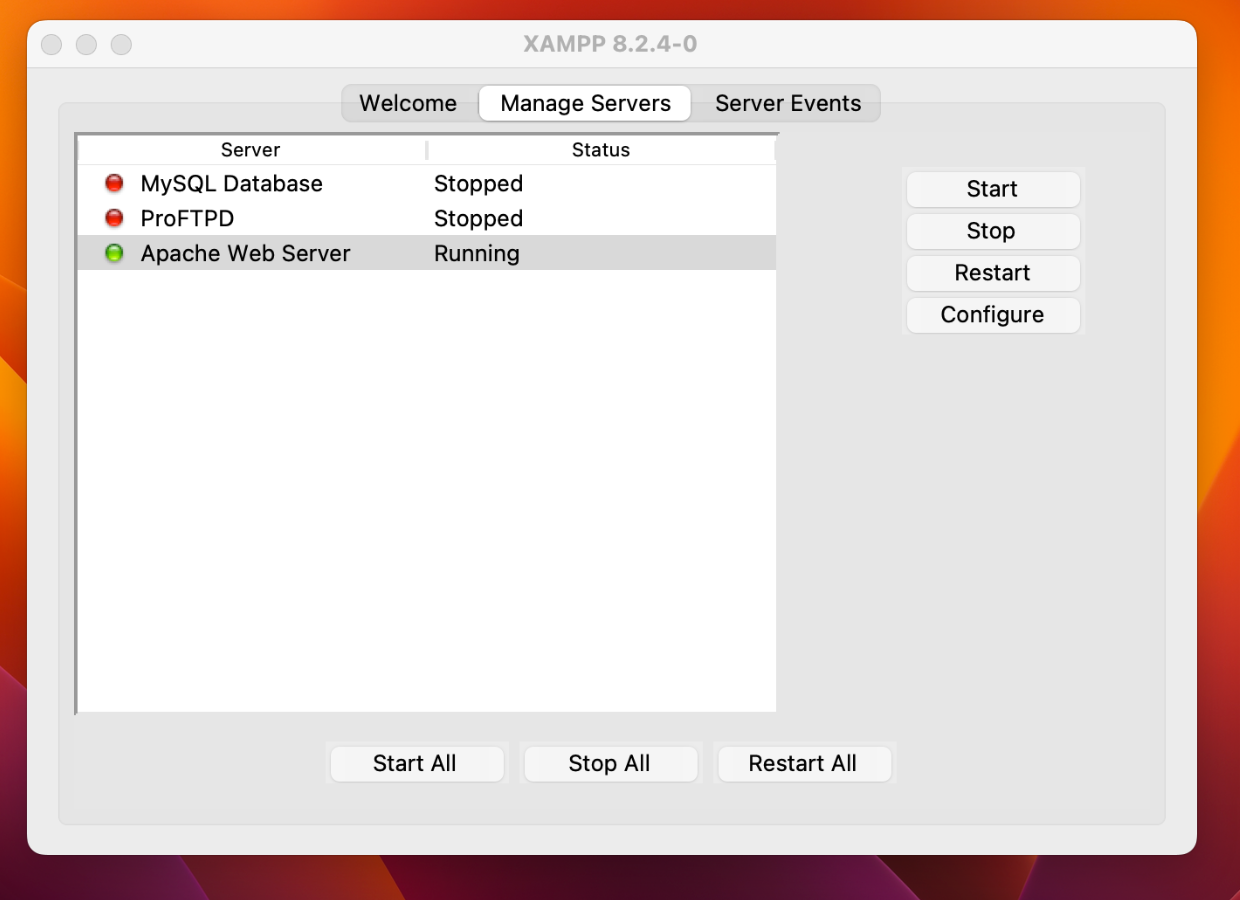 XAMPP 8.2.4-0
Welcome Manage Servers Server Events
Server Status
MySQL Database Stopped
ProFTPD Stopped
Apache Web Server Running
Start
Stop
Restart
Configure
Start All Stop All Restart All